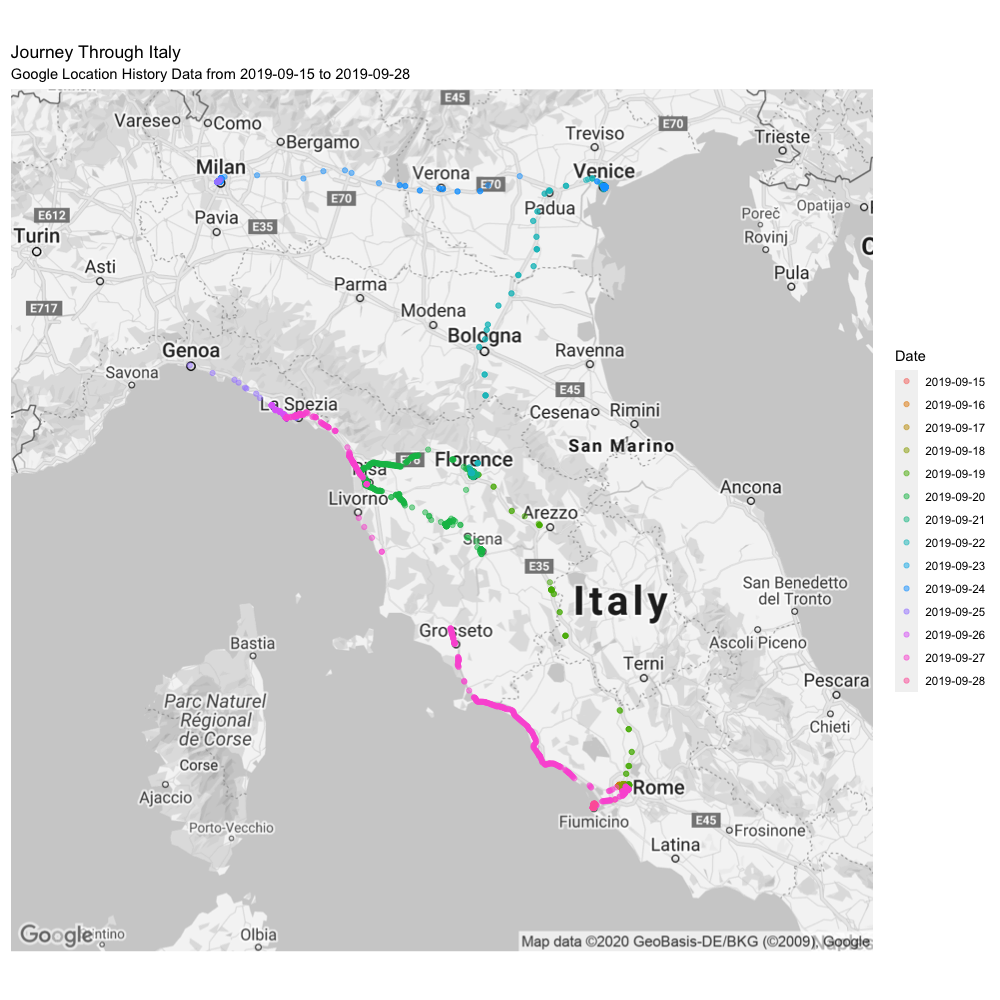 Journey Through Italy
Google Location History Data from 2019-09-15 to 2019-09-28
E45
Varese
Como
Bergamo
Treviso
E70
Trieste
Milan
Verona
E70
Venice
E70
Padua
Pavia
E35
E612
Turin
Asti
Poreč
Opatija
Rovinj
Pula
E717
Parma
Modena
Bologna
Genoa
Savona
Ravenna
E45
La Spezia
Cesena
Rimini
San Marino
Pisa
Florence
Livorno
Ancona
Arezzo
Siena
E35
Italy
San Benedetto
del Tronto
Grosseto
Ascoli Piceno
Bastia
Terni
Pescara
Parc Naturel
Régional
de Corse
Chieti
Corse
Ajaccio
Rome
Fiumicino
E45
Frosinone
Porto-Vecchio
Latina
Google
Olbia
Map data ©2020 GeoBasis-DE/BKG (©2009), Google
Date
2019-09-15
2019-09-16
2019-09-17
2019-09-18
2019-09-19
2019-09-20
2019-09-21
2019-09-22
2019-09-23
2019-09-24
2019-09-25
2019-09-26
2019-09-27
2019-09-28